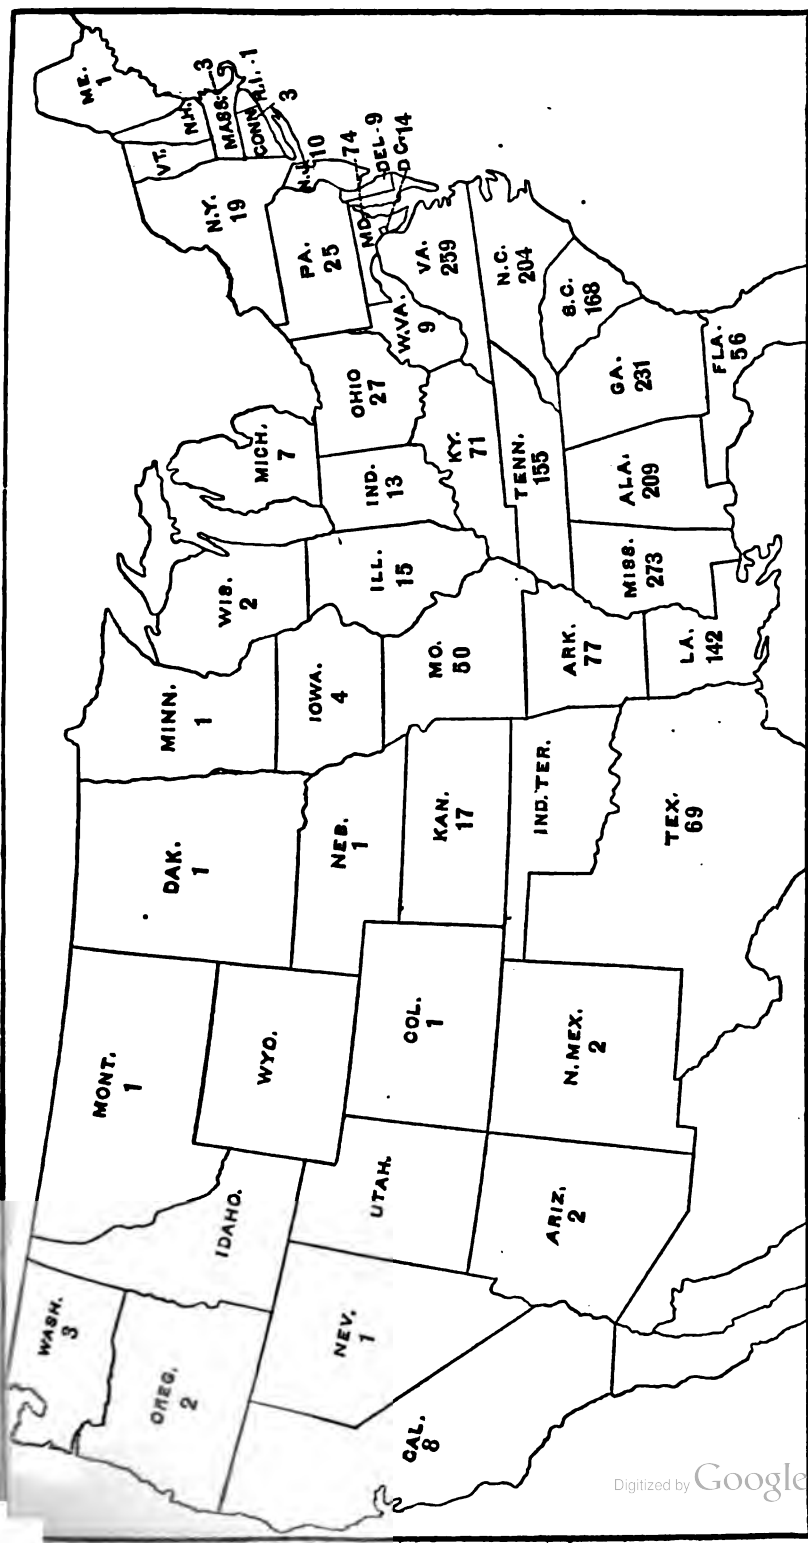 WASH.
3
OREG.
2
CAL.
8
NEV.
1
IDAHO.
MONT.
1
WYO.
UTAH.
ARIZ.
2
COL.
1
N.MEX.
2
DAK.
1
NEB.
1
KAN.
17
IND. TER.
TEX.
69
MINN.
1
IOWA.
4
MO.
50
ARK.
77
LA.
142
WIS.
2
ILL.
15
MICH.
7
IND.
13
OHIO
27
KY.
71
TENN.
155
MISS.
273
ALA.
209
GA.
231
FLA.
56
S.C.
168
N.C.
204
VA.
259
W.VA.
9
PA.
25
N.Y.
19
VT.
N.H.
ME.
1
MASS.
3
R.I. 1
CONN.
3
N.J.
10
MD.
74
DEL-9
DC-14
Digitized by Google